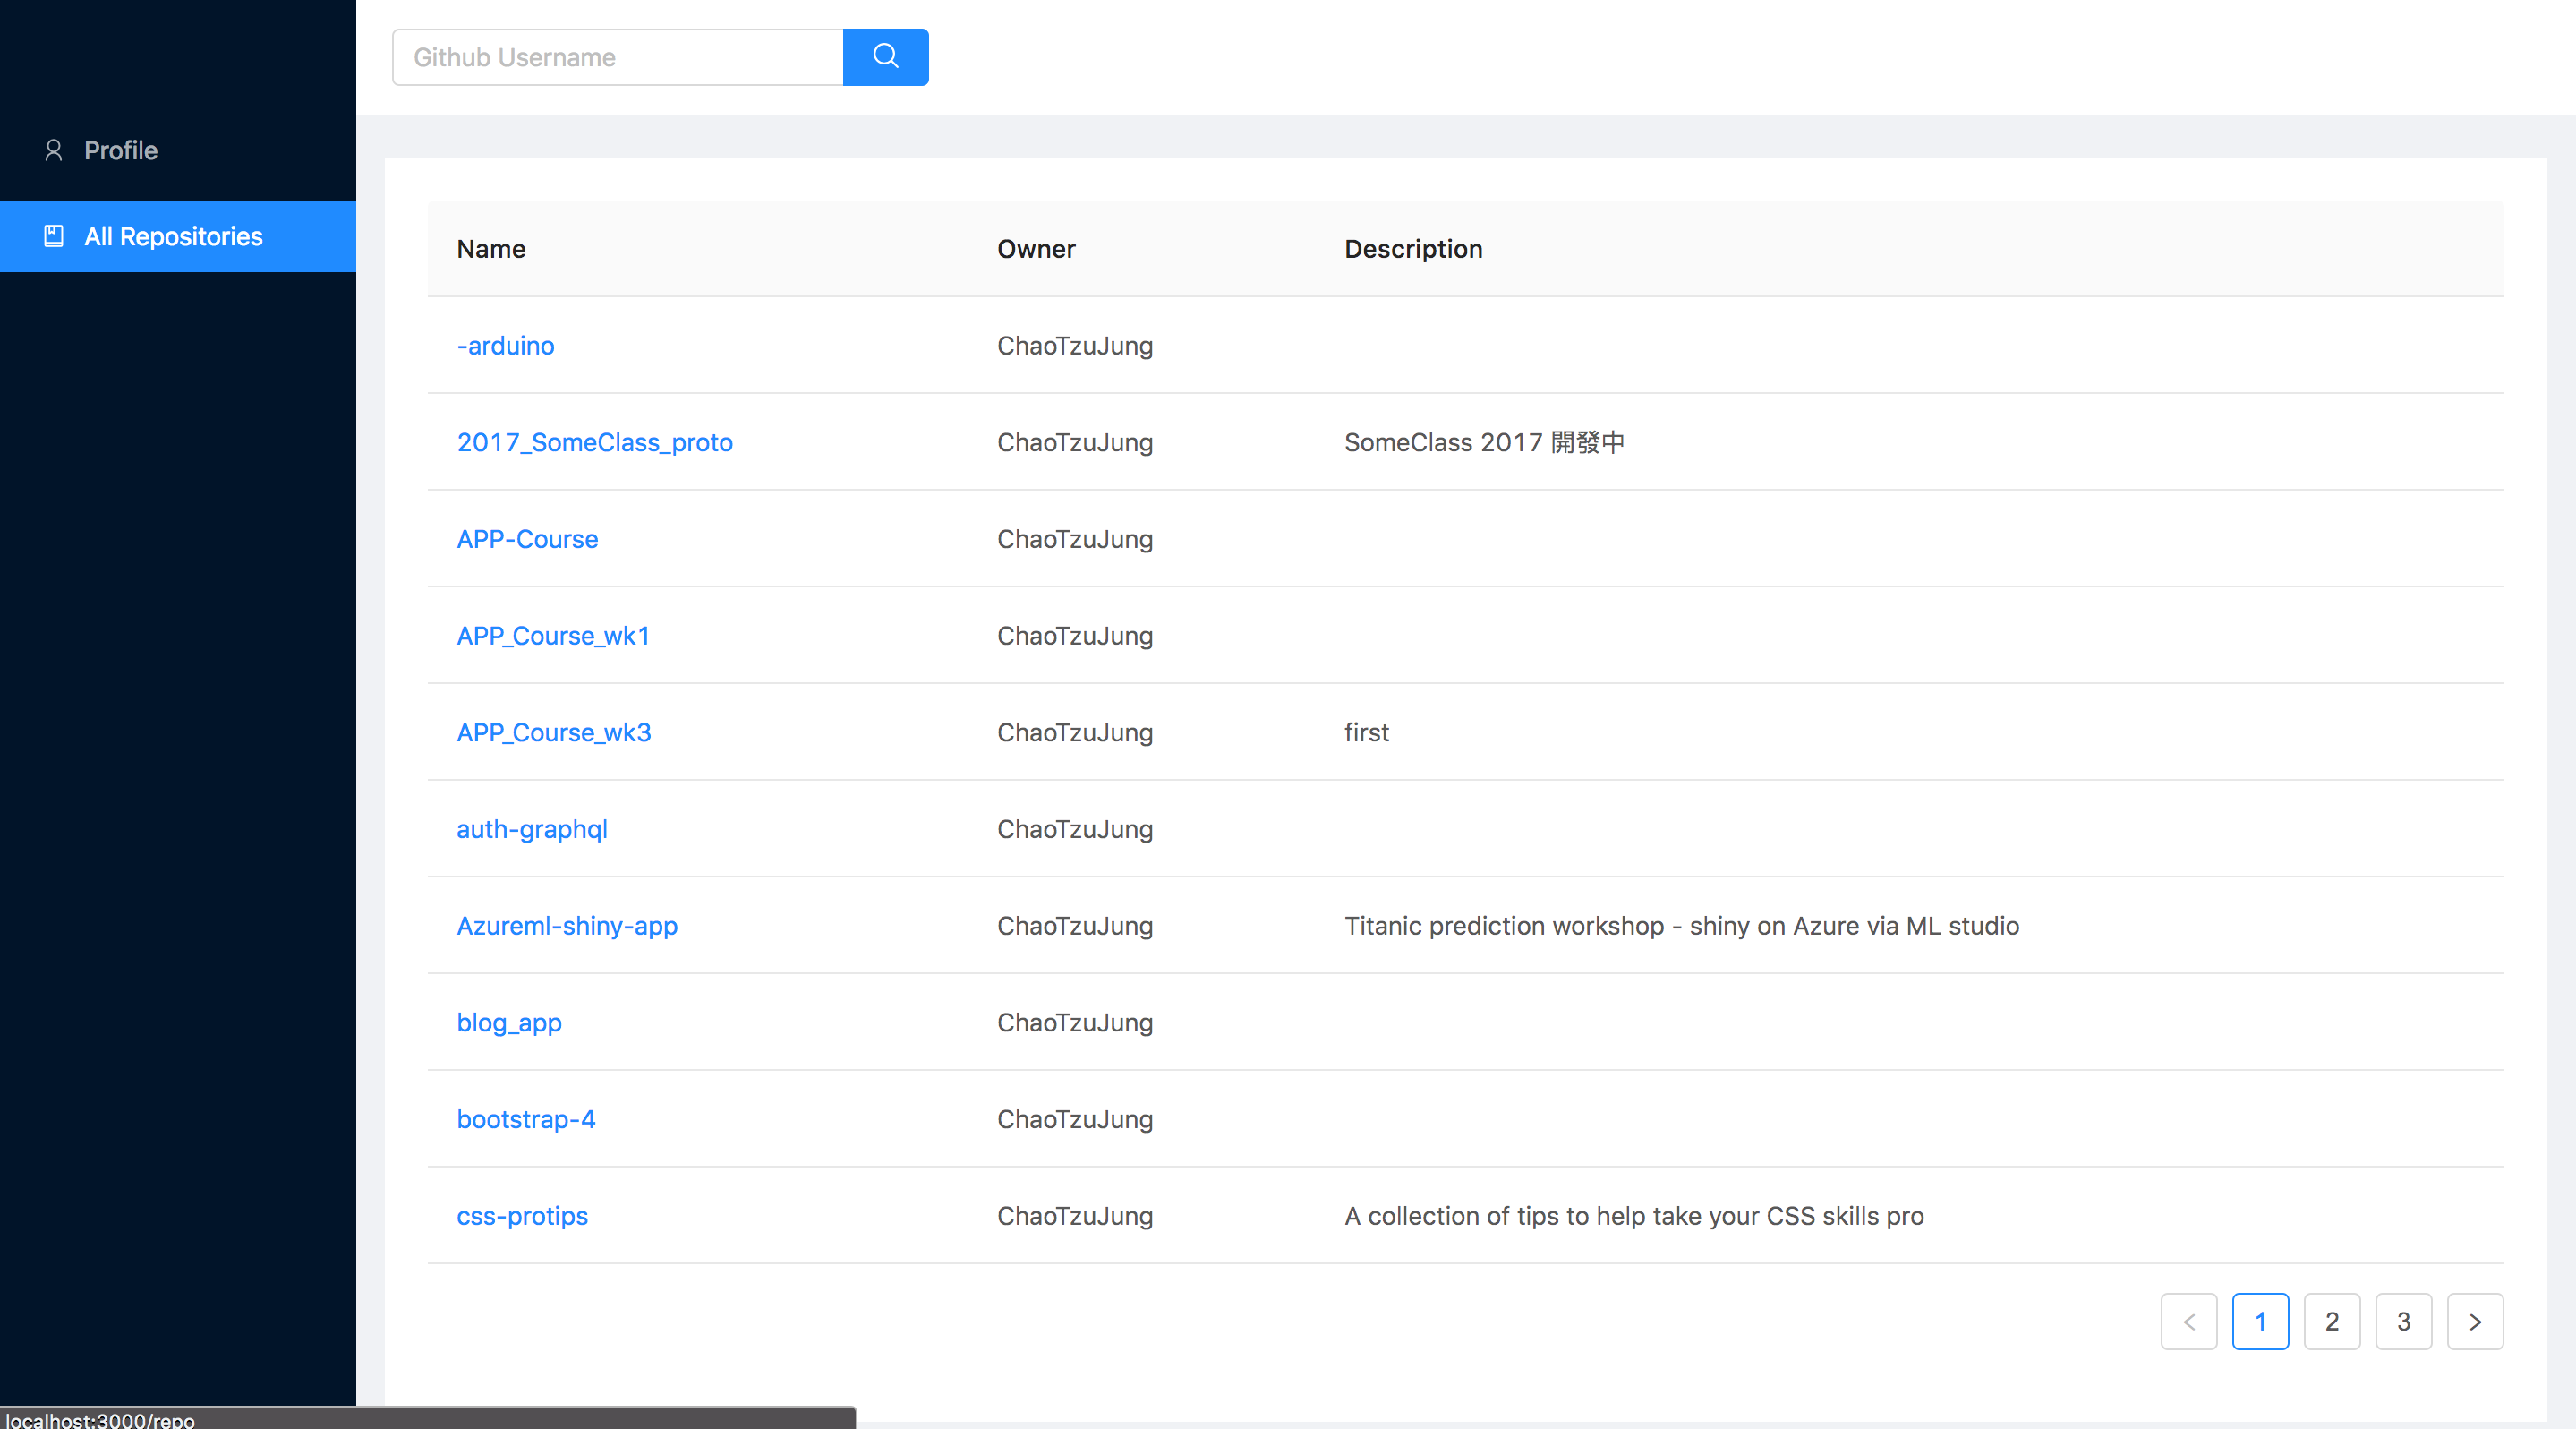 Github Username
Profile
All Repositories
Name Owner Description
-arduino ChaoTzuJung
2017_SomeClass_proto ChaoTzuJung SomeClass 2017 開發中
APP-Course ChaoTzuJung
APP_Course_wk1 ChaoTzuJung
APP_Course_wk3 ChaoTzuJung first
auth-graphql ChaoTzuJung
Azureml-shiny-app ChaoTzuJung Titanic prediction workshop - shiny on Azure via ML studio
blog_app ChaoTzuJung
bootstrap-4 ChaoTzuJung
css-protips ChaoTzuJung A collection of tips to help take your CSS skills pro
< 1 2 3 >
localhost:3000/repo